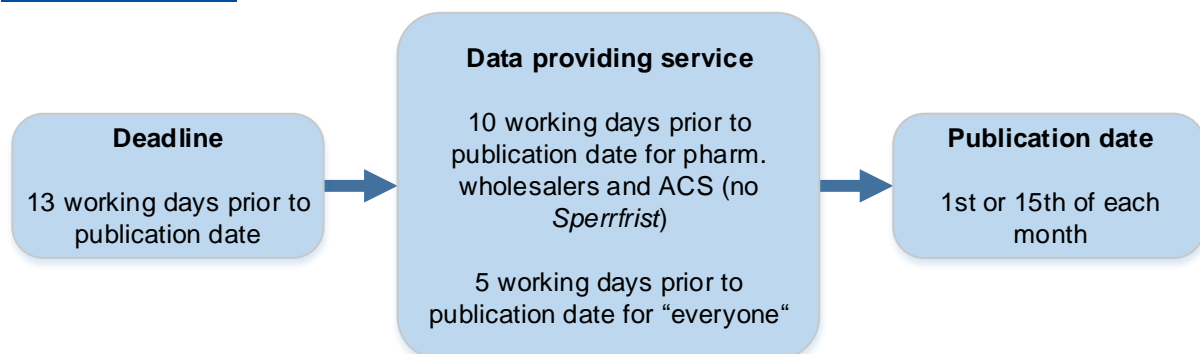 Deadline
13 working days prior to
publication date
Data providing service
10 working days prior to
publication date for pharm.
wholesalers and ACS (no
Sperrfrist)
5 working days prior to
publication date for “everyone“
Publication date
1st or 15th of each
month